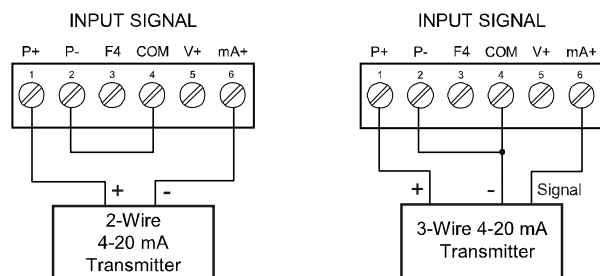 INPUT SIGNAL
P+ P- F4 COM V+ mA+
1 2 3 4 5 6
+ -
2-Wire
4-20 mA
Transmitter
INPUT SIGNAL
P+ P- F4 COM V+ mA+
1 2 3 4 5 6
+ - Signal
3-Wire 4-20 mA
Transmitter